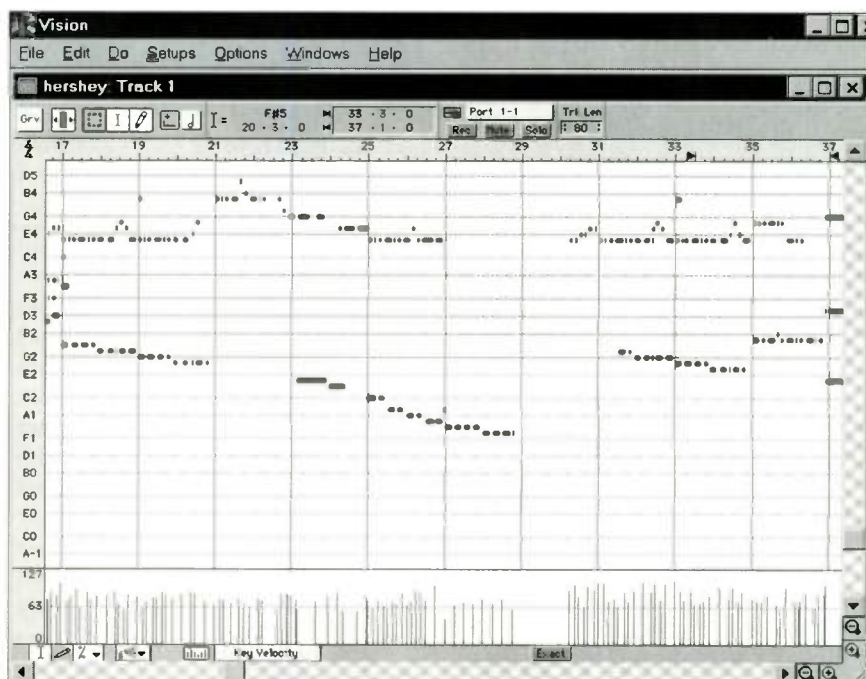 Vision
File Edit Do Setups Options Windows Help
hershey: Track 1
Grv
F#5
20 · 3 · 0
33 · 3 · 0
37 · 1 · 0
Port 1-1
Rec Mute Solo
Trk Len
80
4
4
17 19 21 23 25 27 29 31 33 35 37
D5
B4
G4
E4
C4
A3
F3
D3
B2
G2
E2
C2
A1
F1
D1
B0
G0
E0
C0
A-1
127
63
0
Key Velocity
Exact